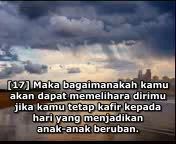 [17] Maka bagaimanakah kamu
akan dapat memelihara dirimu
jika kamu tetap kafir kepada
hari yang menjadikan
anak-anak beruban.